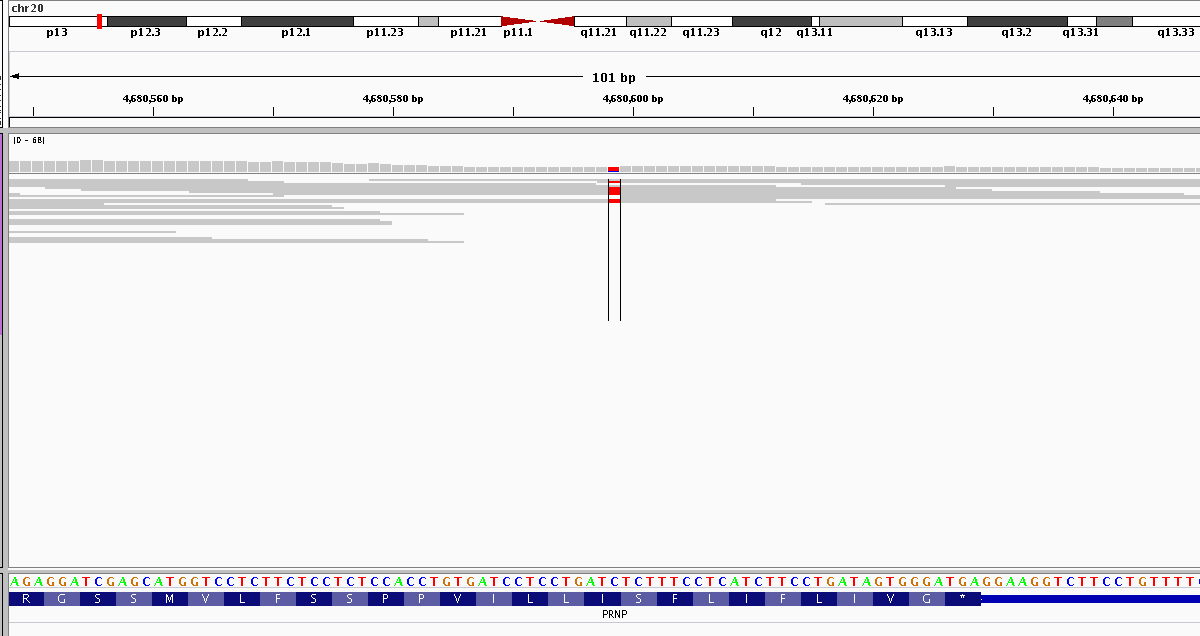 chr20
p13 p12.3 p12.2 p12.1 p11.23 p11.21 p11.1 q11.21 q11.22 q11.23 q12 q13.11 q13.13 q13.2 q13.31 q13.33
101 bp
4,680,560 bp 4,680,580 bp 4,680,600 bp 4,680,620 bp 4,680,640 bp
[0 - 68]
AGAGGATCGAGCATGGTCCTCTTCTCCTCTCCACCTGTGATCCTCCTGATCTCTTTCCTCATCTTCCTGATAGTGGGATGAGGAAGGTCTTCCTGTTTT
R G S S M V L F S S P P V I L L I S F L I F L I V G *
PRNP